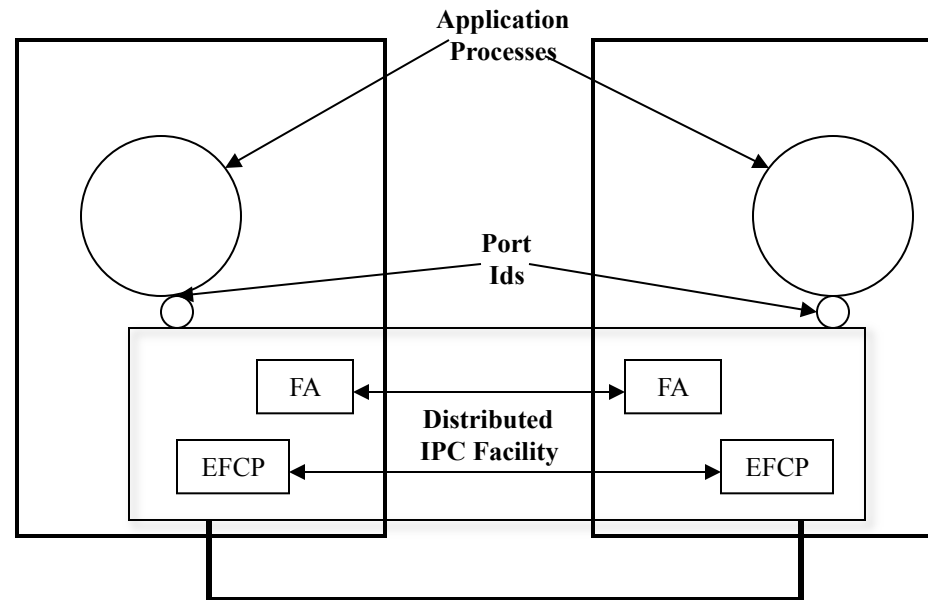 Application
Processes
Port
Ids
FA
FA
Distributed
IPC Facility
EFCP
EFCP